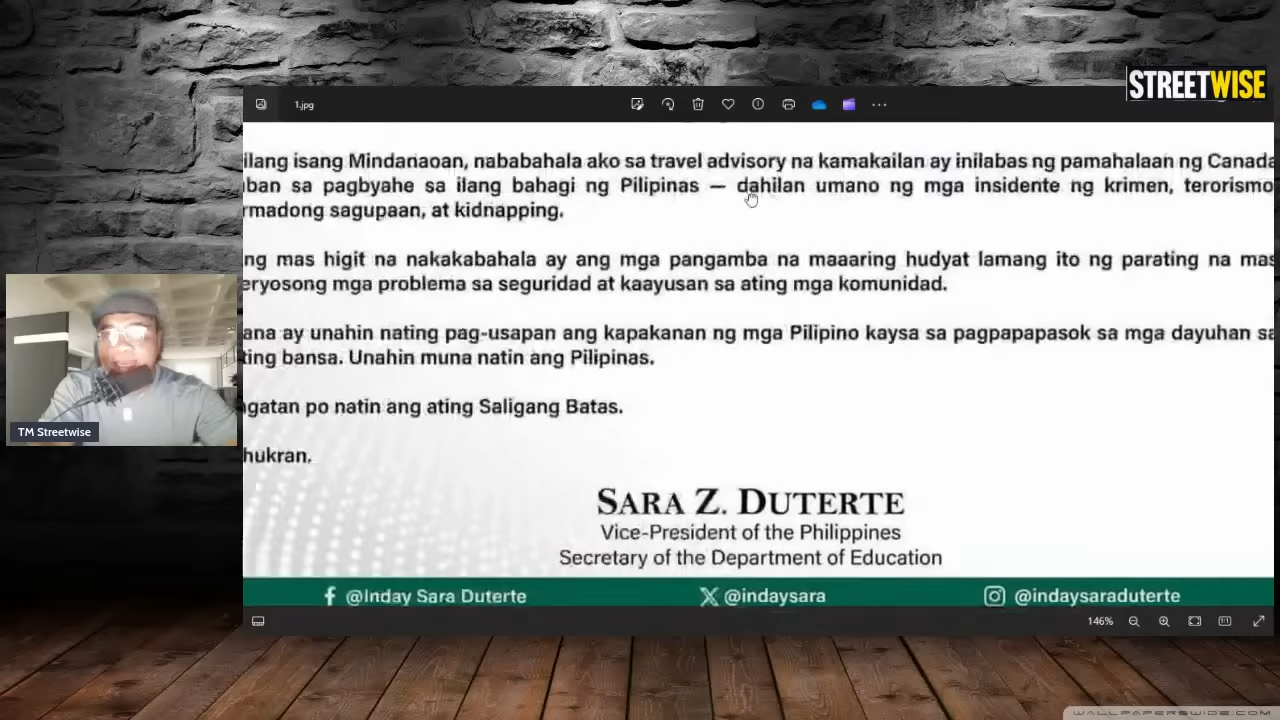 STREETWISE
1.jpg
ilang isang Mindanaoan, nababahala ako sa travel advisory na kamakailan ay inilabas ng pamahalaan ng Canada
ban sa pagbyahe sa ilang bahagi ng Pilipinas — dahilan umano ng mga insidente ng krimen, terorismo
rmadong sagupaan, at kidnapping.
ng mas higit na nakakabahala ay ang mga pangamba na maaaring hudyat lamang ito ng parating na mas
eryosong mga problema sa seguridad at kaayusan sa ating mga komunidad.
ana ay unahin nating pag-usapan ang kapakanan ng mga Pilipino kaysa sa pagpapapasok sa mga dayuhan sa
ting bansa. Unahin muna natin ang Pilipinas.
ngatan po natin ang ating Saligang Batas.
hukran.
SARA Z. DUTERTE
Vice-President of the Philippines
Secretary of the Department of Education
@Inday Sara Duterte
@indaysara
@indaysaraduterte
146%
TM Streetwise
WALLPAPERSWIDE.COM